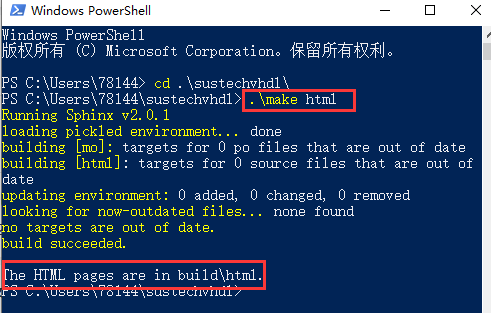 Windows PowerShell
Windows PowerShell
版权所有 (C) Microsoft Corporation。保留所有权利。
PS C:\Users\78144> cd .\sustechvhdl\
PS C:\Users\78144\sustechvhdl> .\make html
Running Sphinx v2.0.1
loading pickled environment... done
building [mo]: targets for 0 po files that are out of date
building [html]: targets for 0 source files that are out of
date
updating environment: 0 added, 0 changed, 0 removed
looking for now-outdated files... none found
no targets are out of date.
build succeeded.
The HTML pages are in build\html.
PS C:\Users\78144\sustechvhdl>